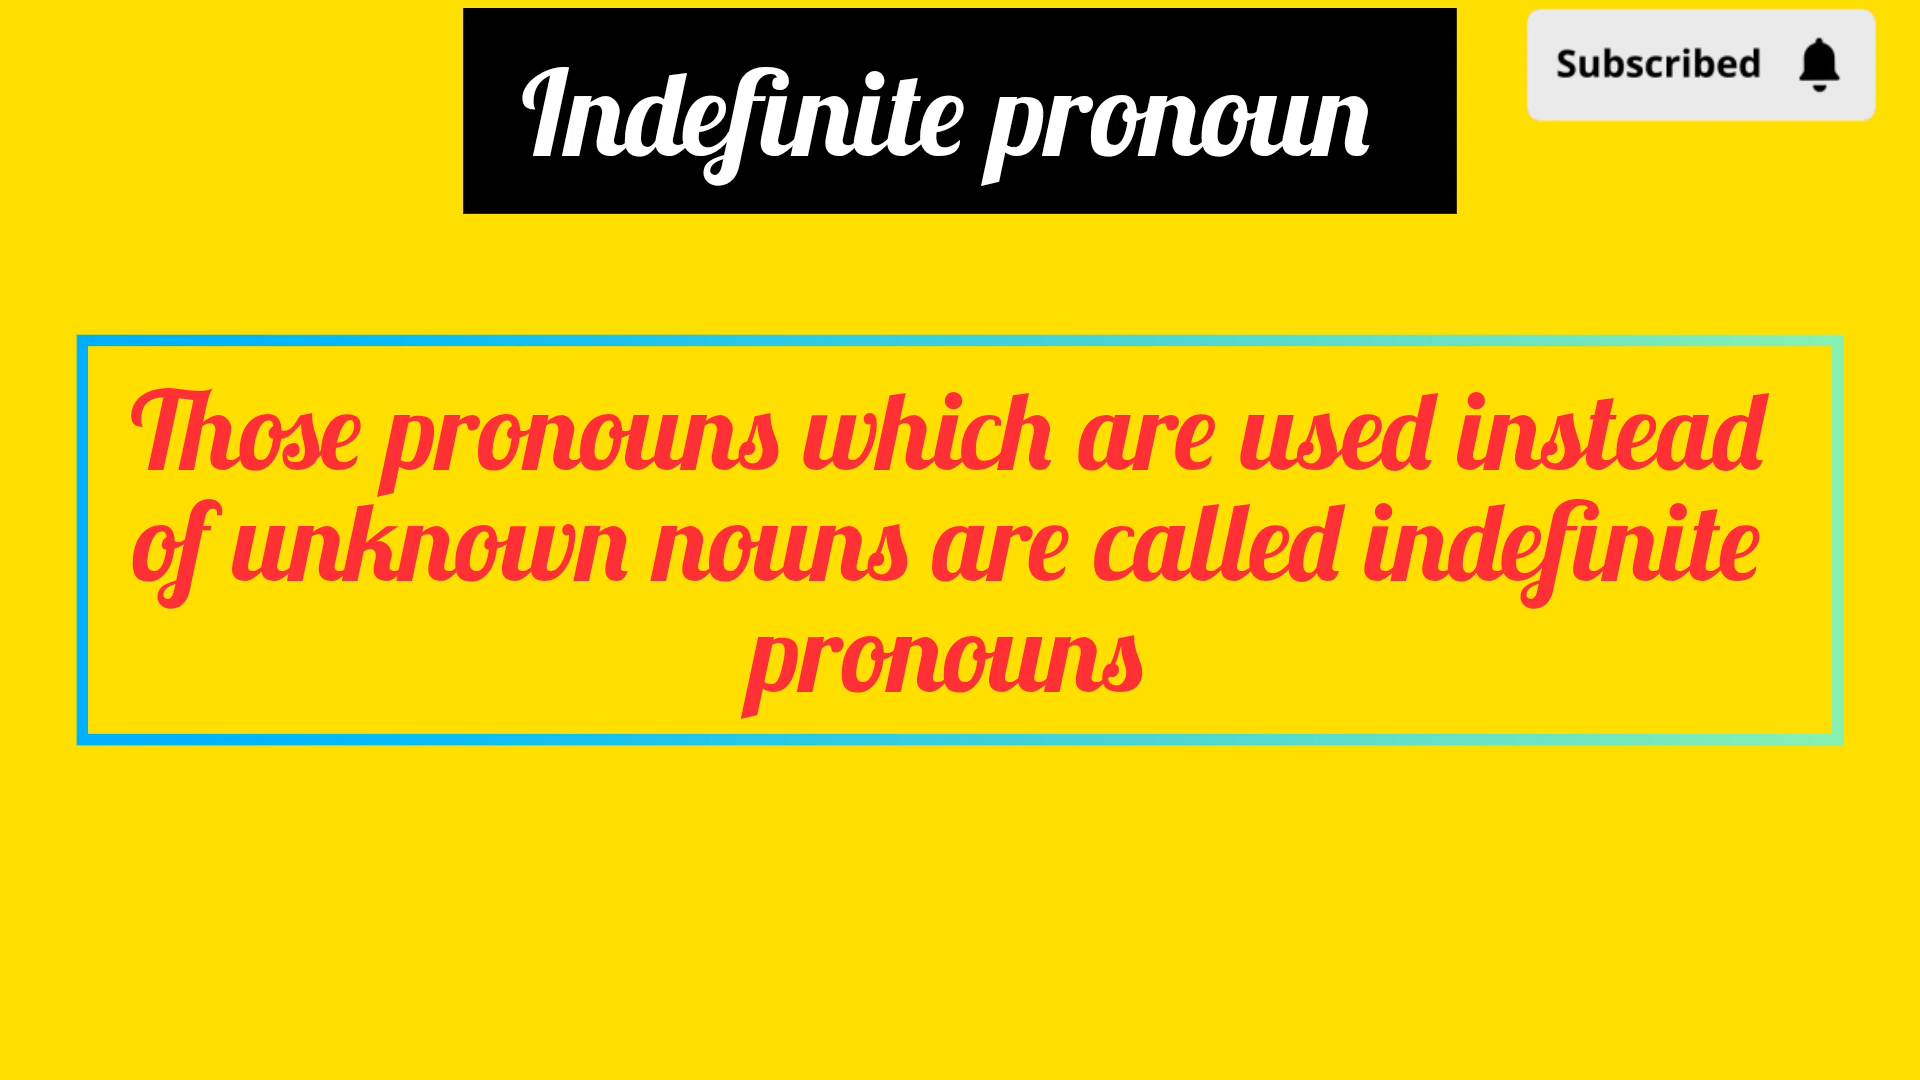 Indefinite pronoun
Subscribed
Those pronouns which are used instead
of unknown nouns are called indefinite
pronouns